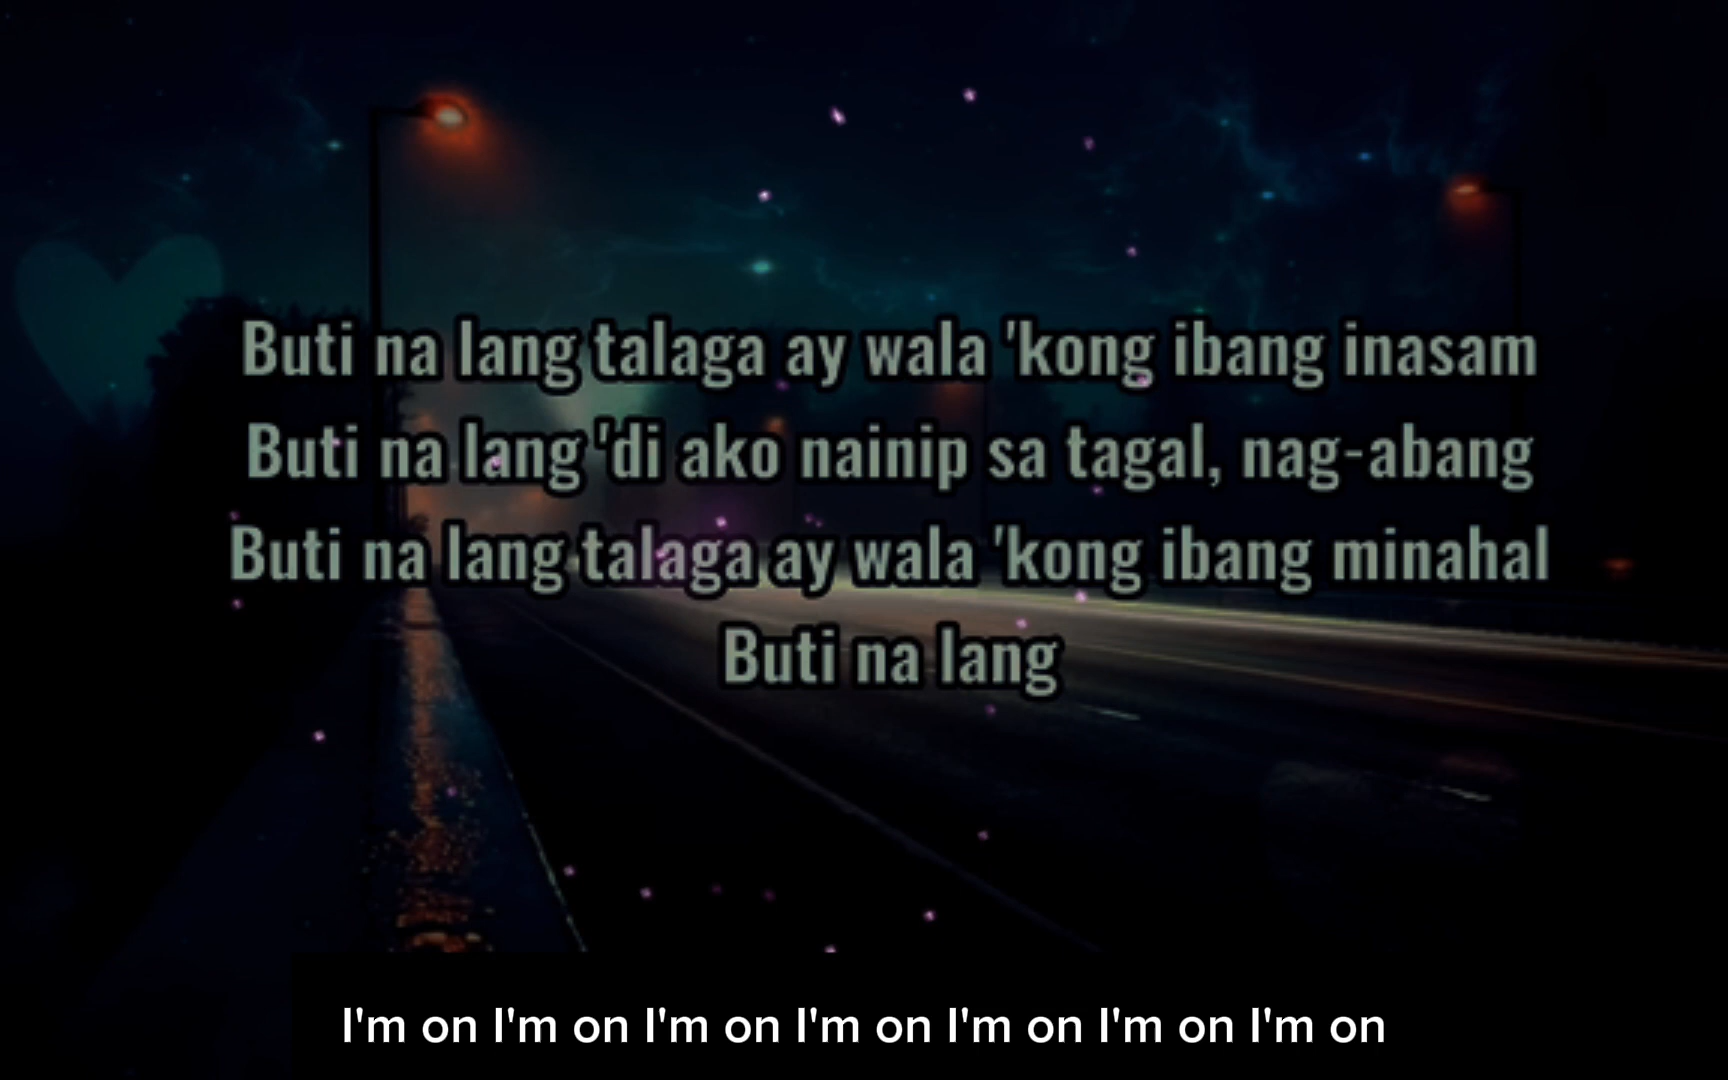 Buti na lang talaga ay wala 'kong ibang inasam
Buti na lang 'di ako nainip sa tagal, nag-abang
Buti na lang talaga ay wala 'kong ibang minahal
Buti na lang
I'm on I'm on I'm on I'm on I'm on I'm on I'm on